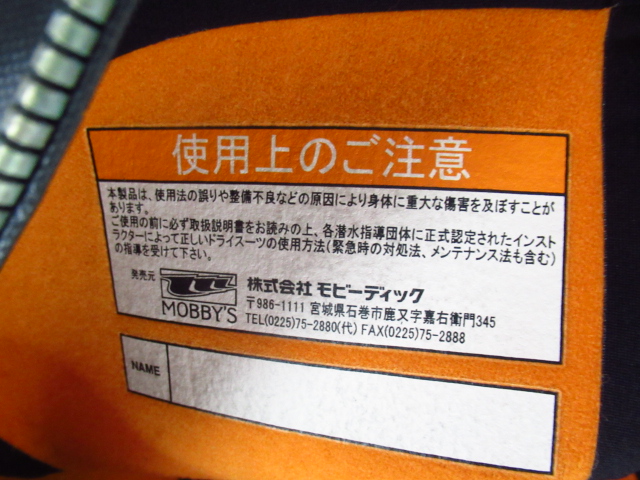 使用上のご注意
本製品は、使用法の誤りや整備不良などの原因により身体に重大な傷害を及ぼすことが
あります。
ご使用の前に必ず取扱説明書をお読みの上、各潜水指導団体に正式認定されたインスト
ラクターによって正しいドライスーツの使用方法(緊急時の対処法、メンテナンス法も含む)
の指導を受けて下さい。
発売元
MOBBY'S
株式会社 モビーディック
〒986-1111 宮城県石巻市鹿又字嘉右衛門345
TEL(0225)75-2880(代) FAX(0225)75-2888
NAME